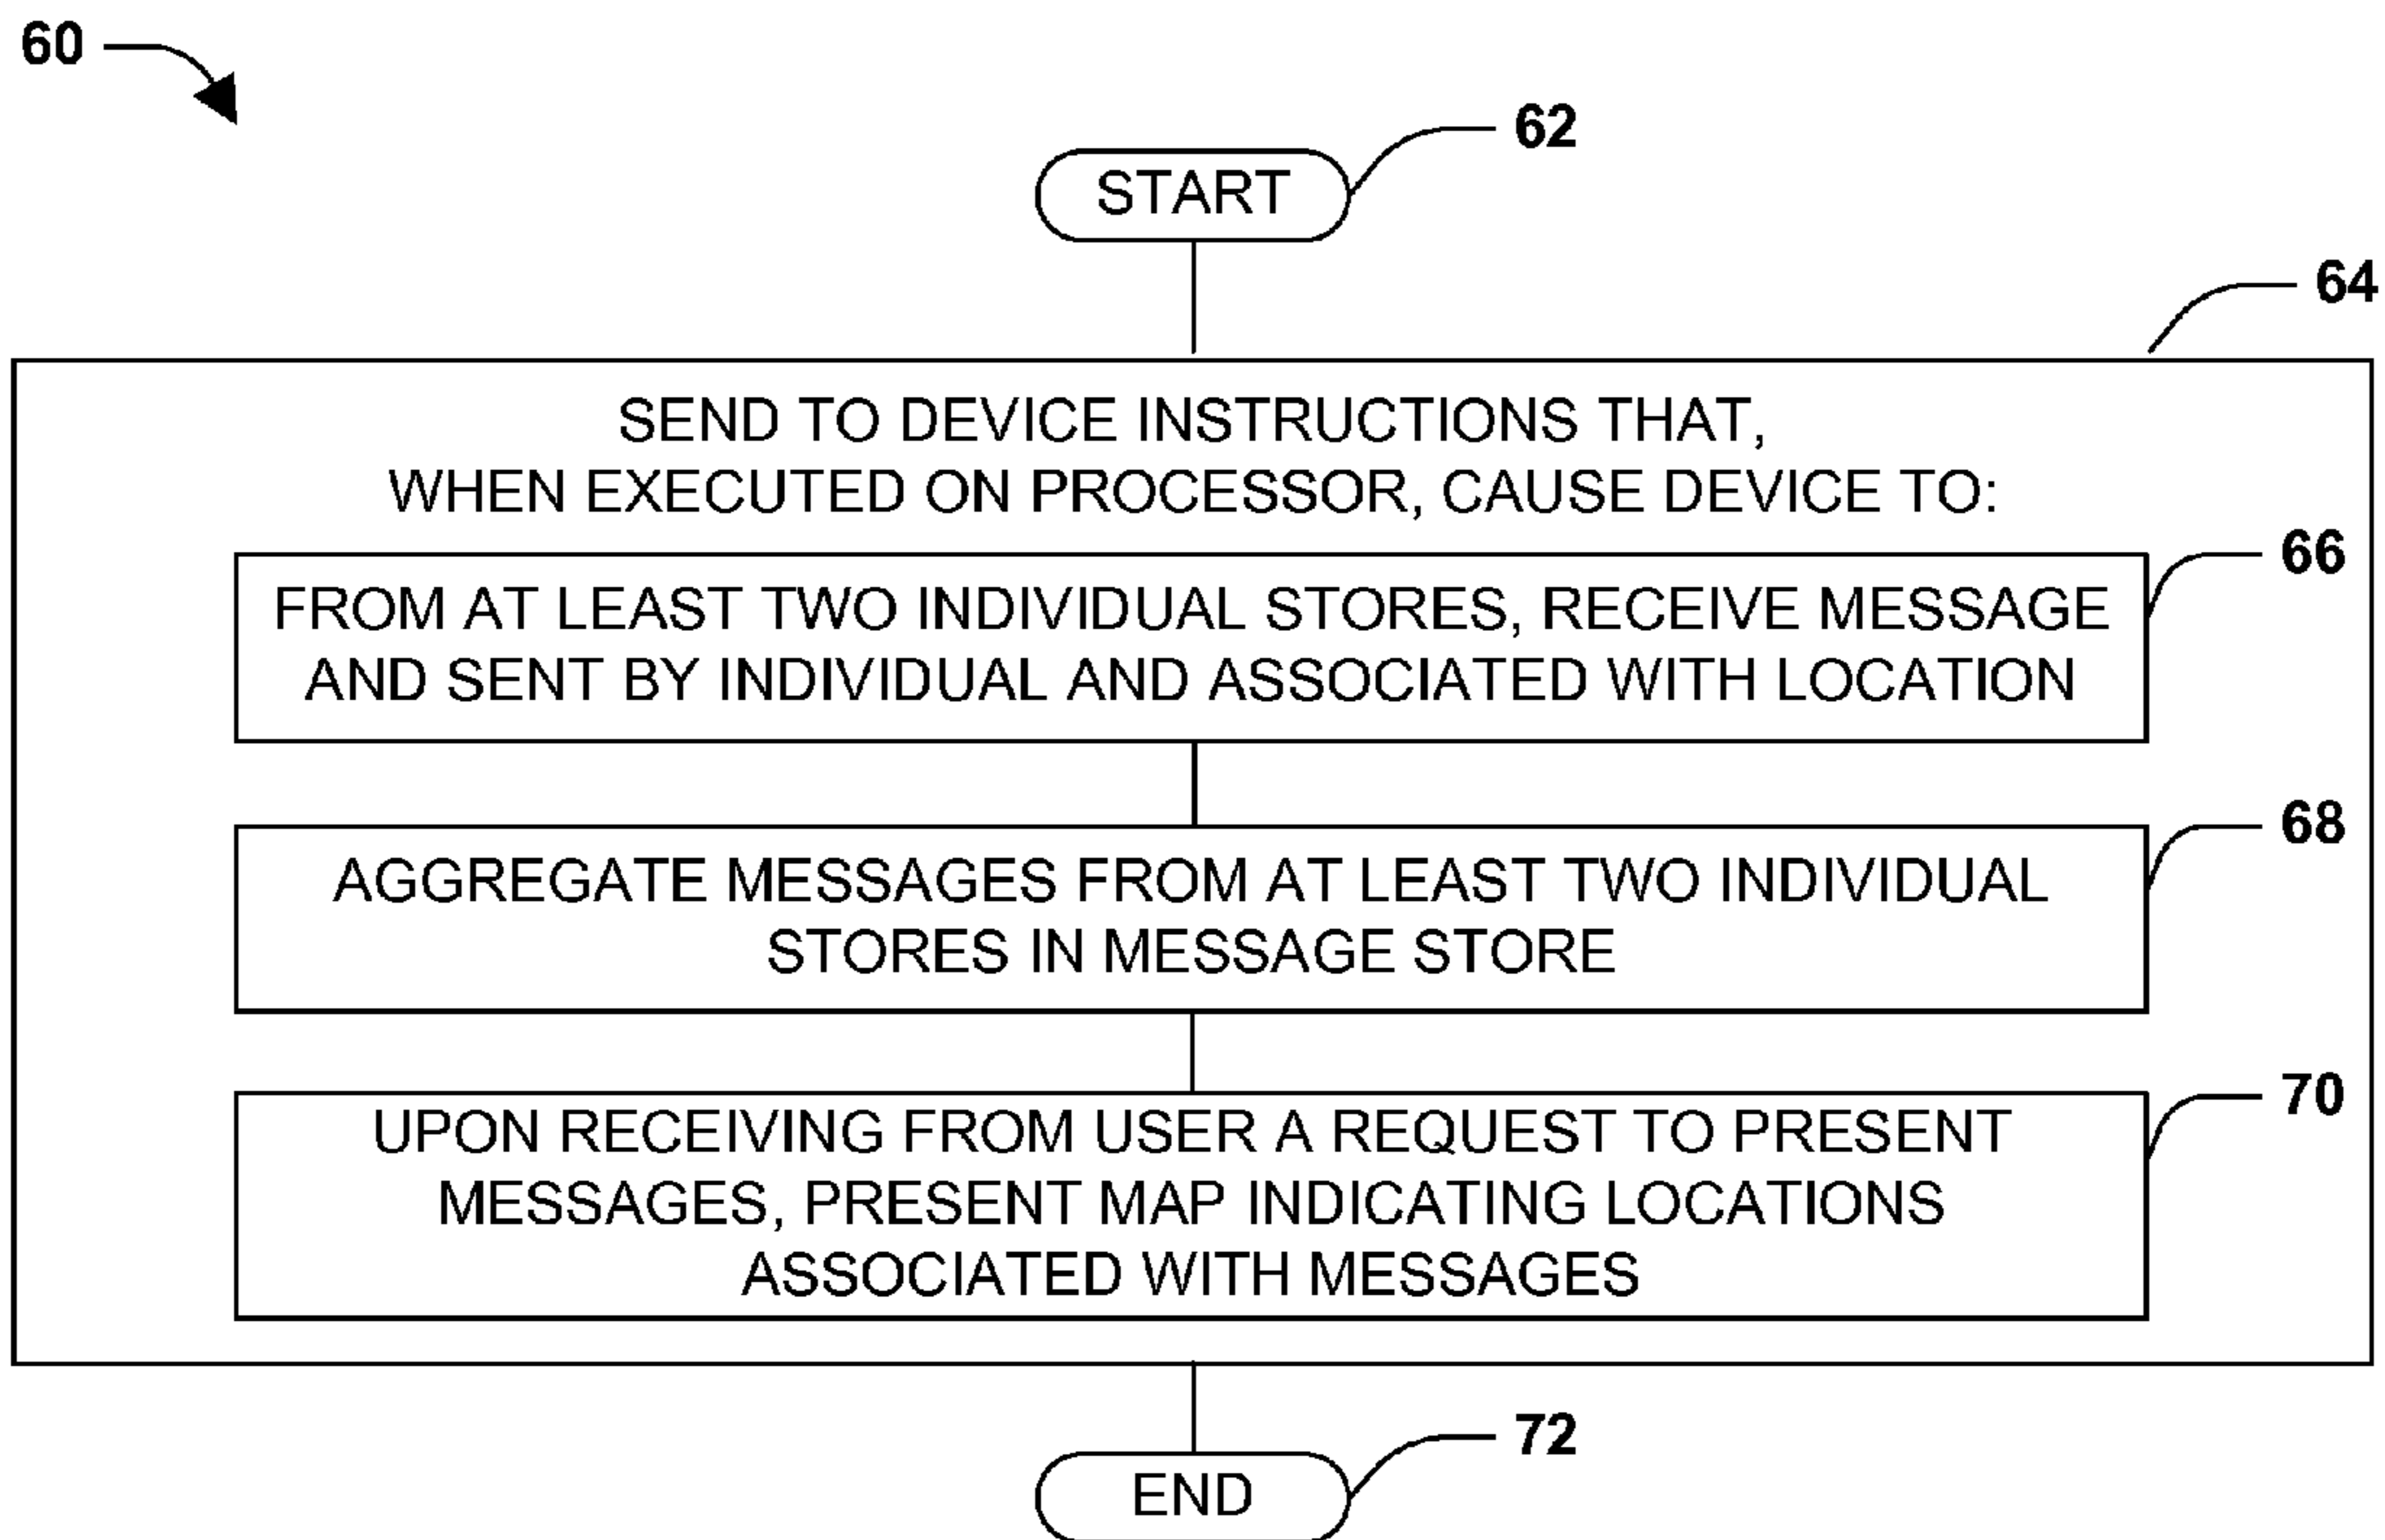 60
62
START
64
SEND TO DEVICE INSTRUCTIONS THAT,
WHEN EXECUTED ON PROCESSOR, CAUSE DEVICE TO:
66
FROM AT LEAST TWO INDIVIDUAL STORES, RECEIVE MESSAGE
AND SENT BY INDIVIDUAL AND ASSOCIATED WITH LOCATION
68
AGGREGATE MESSAGES FROM AT LEAST TWO INDIVIDUAL
STORES IN MESSAGE STORE
70
UPON RECEIVING FROM USER A REQUEST TO PRESENT
MESSAGES, PRESENT MAP INDICATING LOCATIONS
ASSOCIATED WITH MESSAGES
72
END